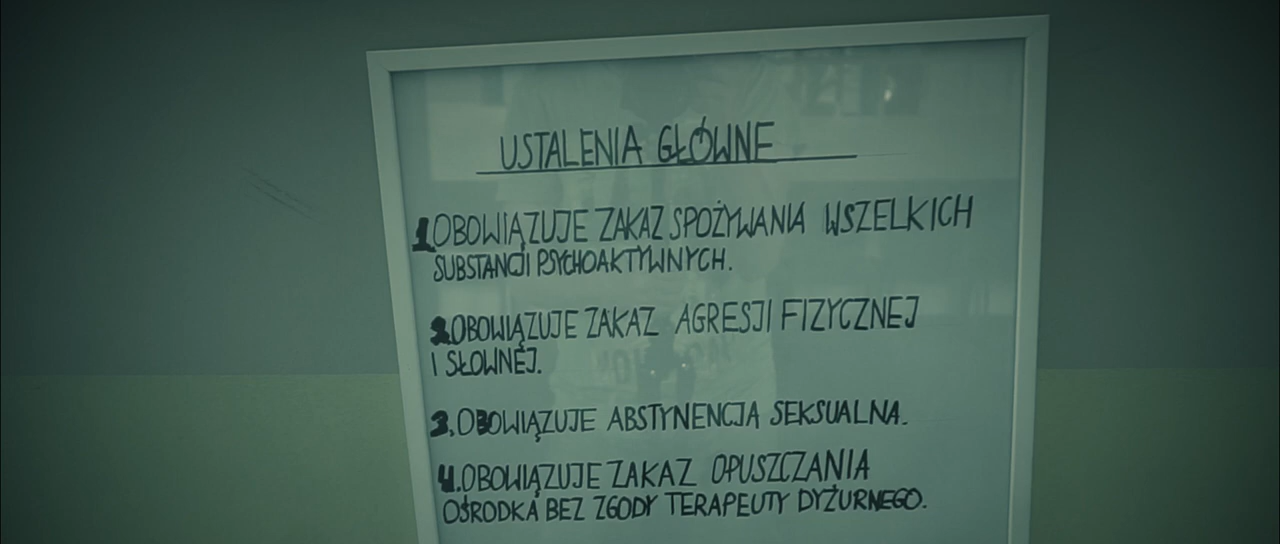 USTALENIA GŁÓWNE
1 OBOWIĄZUJE ZAKAZ SPOŻYWANIA WSZELKICH
SUBSTANCJI PSYCHOAKTYWNYCH.
2. OBOWIĄZUJE ZAKAZ AGRESJI FIZYCZNEJ
I SŁOWNEJ.
3. OBOWIĄZUJE ABSTYNENCJA SEKSUALNA.
4. OBOWIĄZUJE ZAKAZ OPUSZCZANIA
OŚRODKA BEZ ZGODY TERAPEUTY DYŻURNEGO.